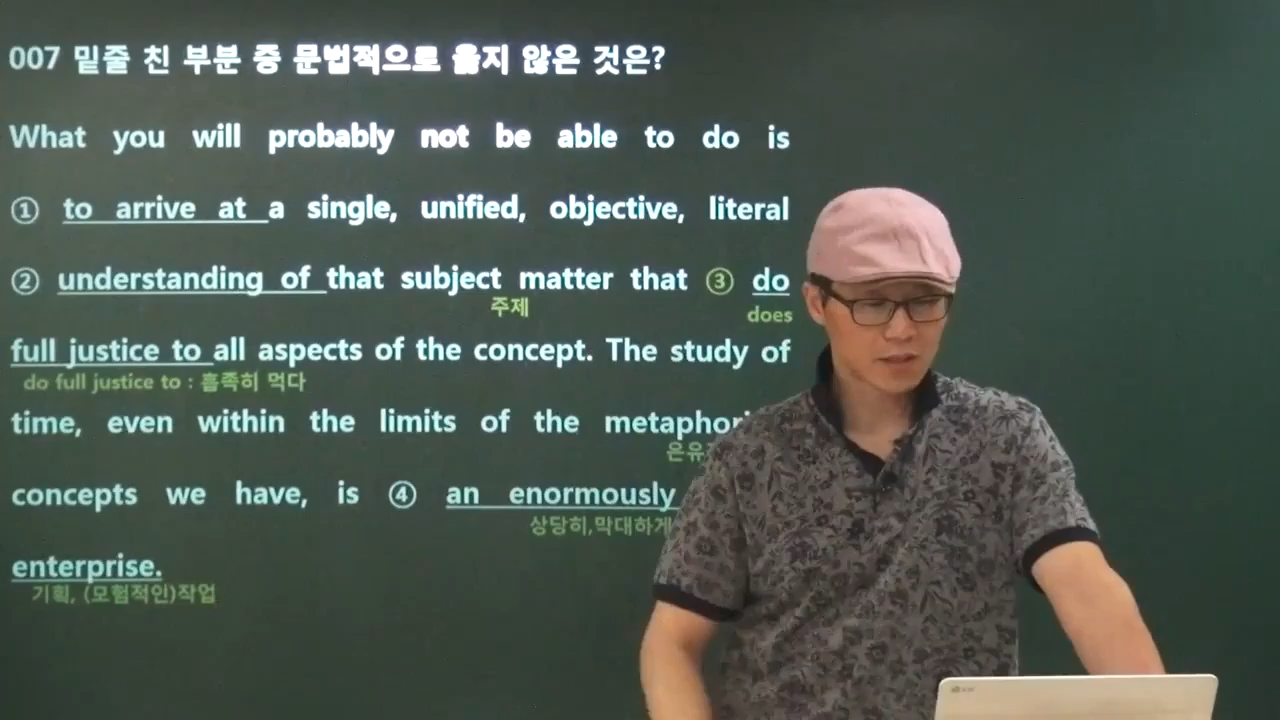 007 밑줄 친 부분 중 문법적으로 옳지 않은 것은?
What you will probably not be able to do is
① to arrive at a single, unified, objective, literal
② understanding of that subject matter that ③ do
주제 does
full justice to all aspects of the concept. The study of
do full justice to : 흡족히 먹다
time, even within the limits of the
concepts we have, is ④ an enormously
상당히,막대하게
enterprise.
기획, (모험적인)작업